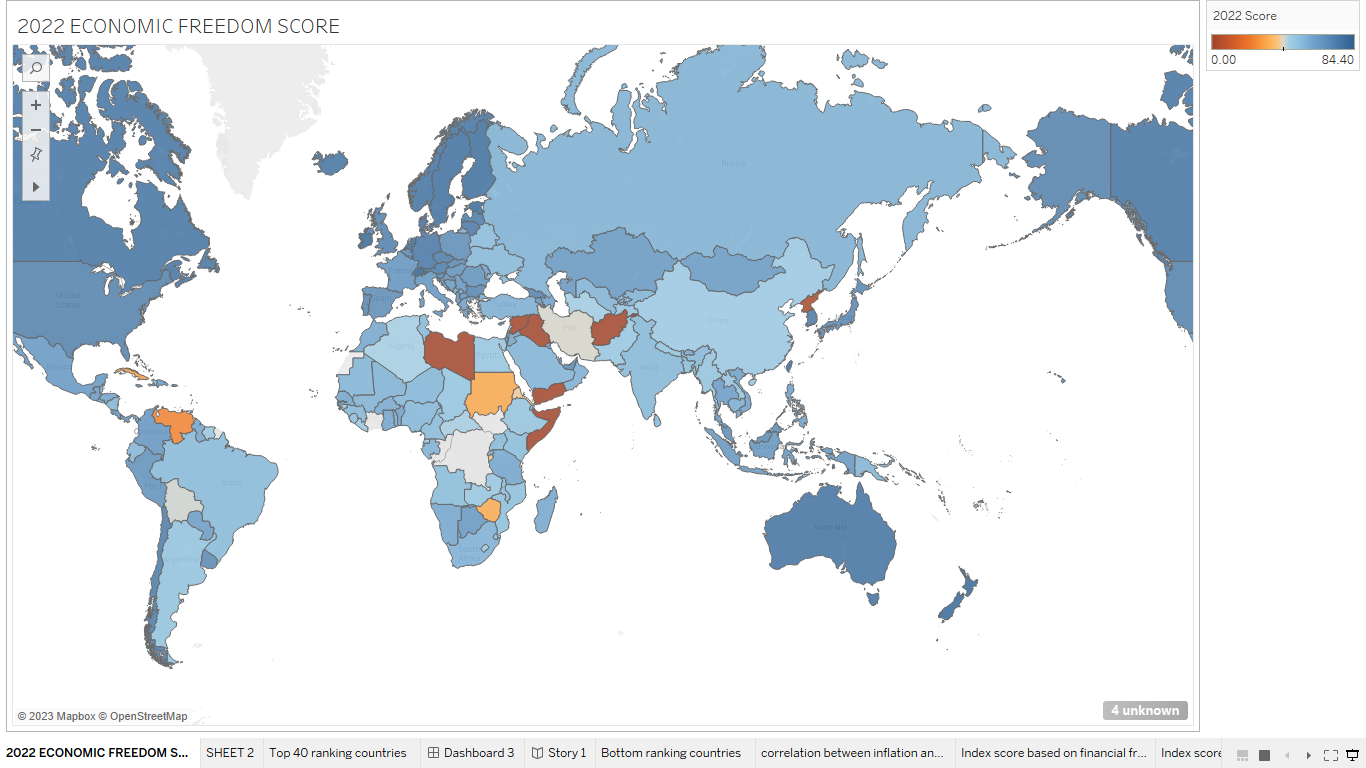 2022 ECONOMIC FREEDOM SCORE
2022 Score
0.00 84.40
Russia
United
States
China
Iran
Algeria
Egypt
India
Brazil
Argentina
Australia
South
Africa
© 2023 Mapbox © OpenStreetMap
4 unknown
2022 ECONOMIC FREEDOM S...
SHEET 2
Top 40 ranking countries
Dashboard 3
Story 1
Bottom ranking countries
correlation between inflation an...
Index score based on financial fr...
Index score